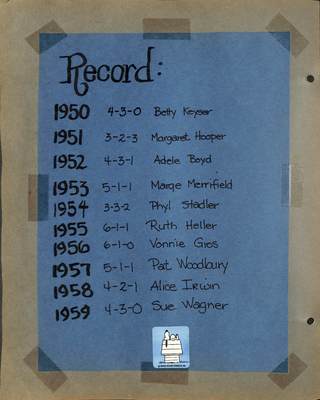 Record:
1950 4-3-0 Betty Keyser
1951 3-2-3 Margaret Hooper
1952 4-3-1 Adele Boyd
1953 5-1-1 Marge Merrifield
1954 3-3-2 Phyl Stadler
1955 6-1-1 Ruth Heller
1956 6-1-0 Vonnie Gros
1957 5-1-1 Pat Woodbury
1958 4-2-1 Alice Irwin
1959 4-3-0 Sue Wagner